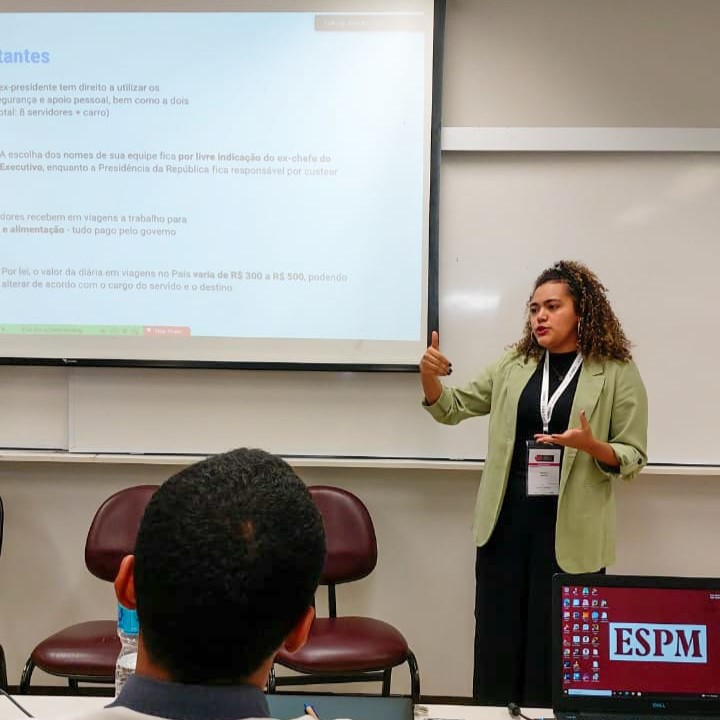 tantes
ex-presidente tem direito a utilizar os
egurança e apoio pessoal, bem como a dois
otal: 8 servidores + carro)
A escolha dos nomes de sua equipe fica por livre indicação do ex-chefe do
Executivo, enquanto a Presidência da República fica responsável por custear
dores recebem em viagens a trabalho para
e alimentação - tudo pago pelo governo
Por lei, o valor da diária em viagens no País varia de R$ 300 a R$ 500, podendo
alterar de acordo com o cargo do servido e o destino
ESPM
DELL